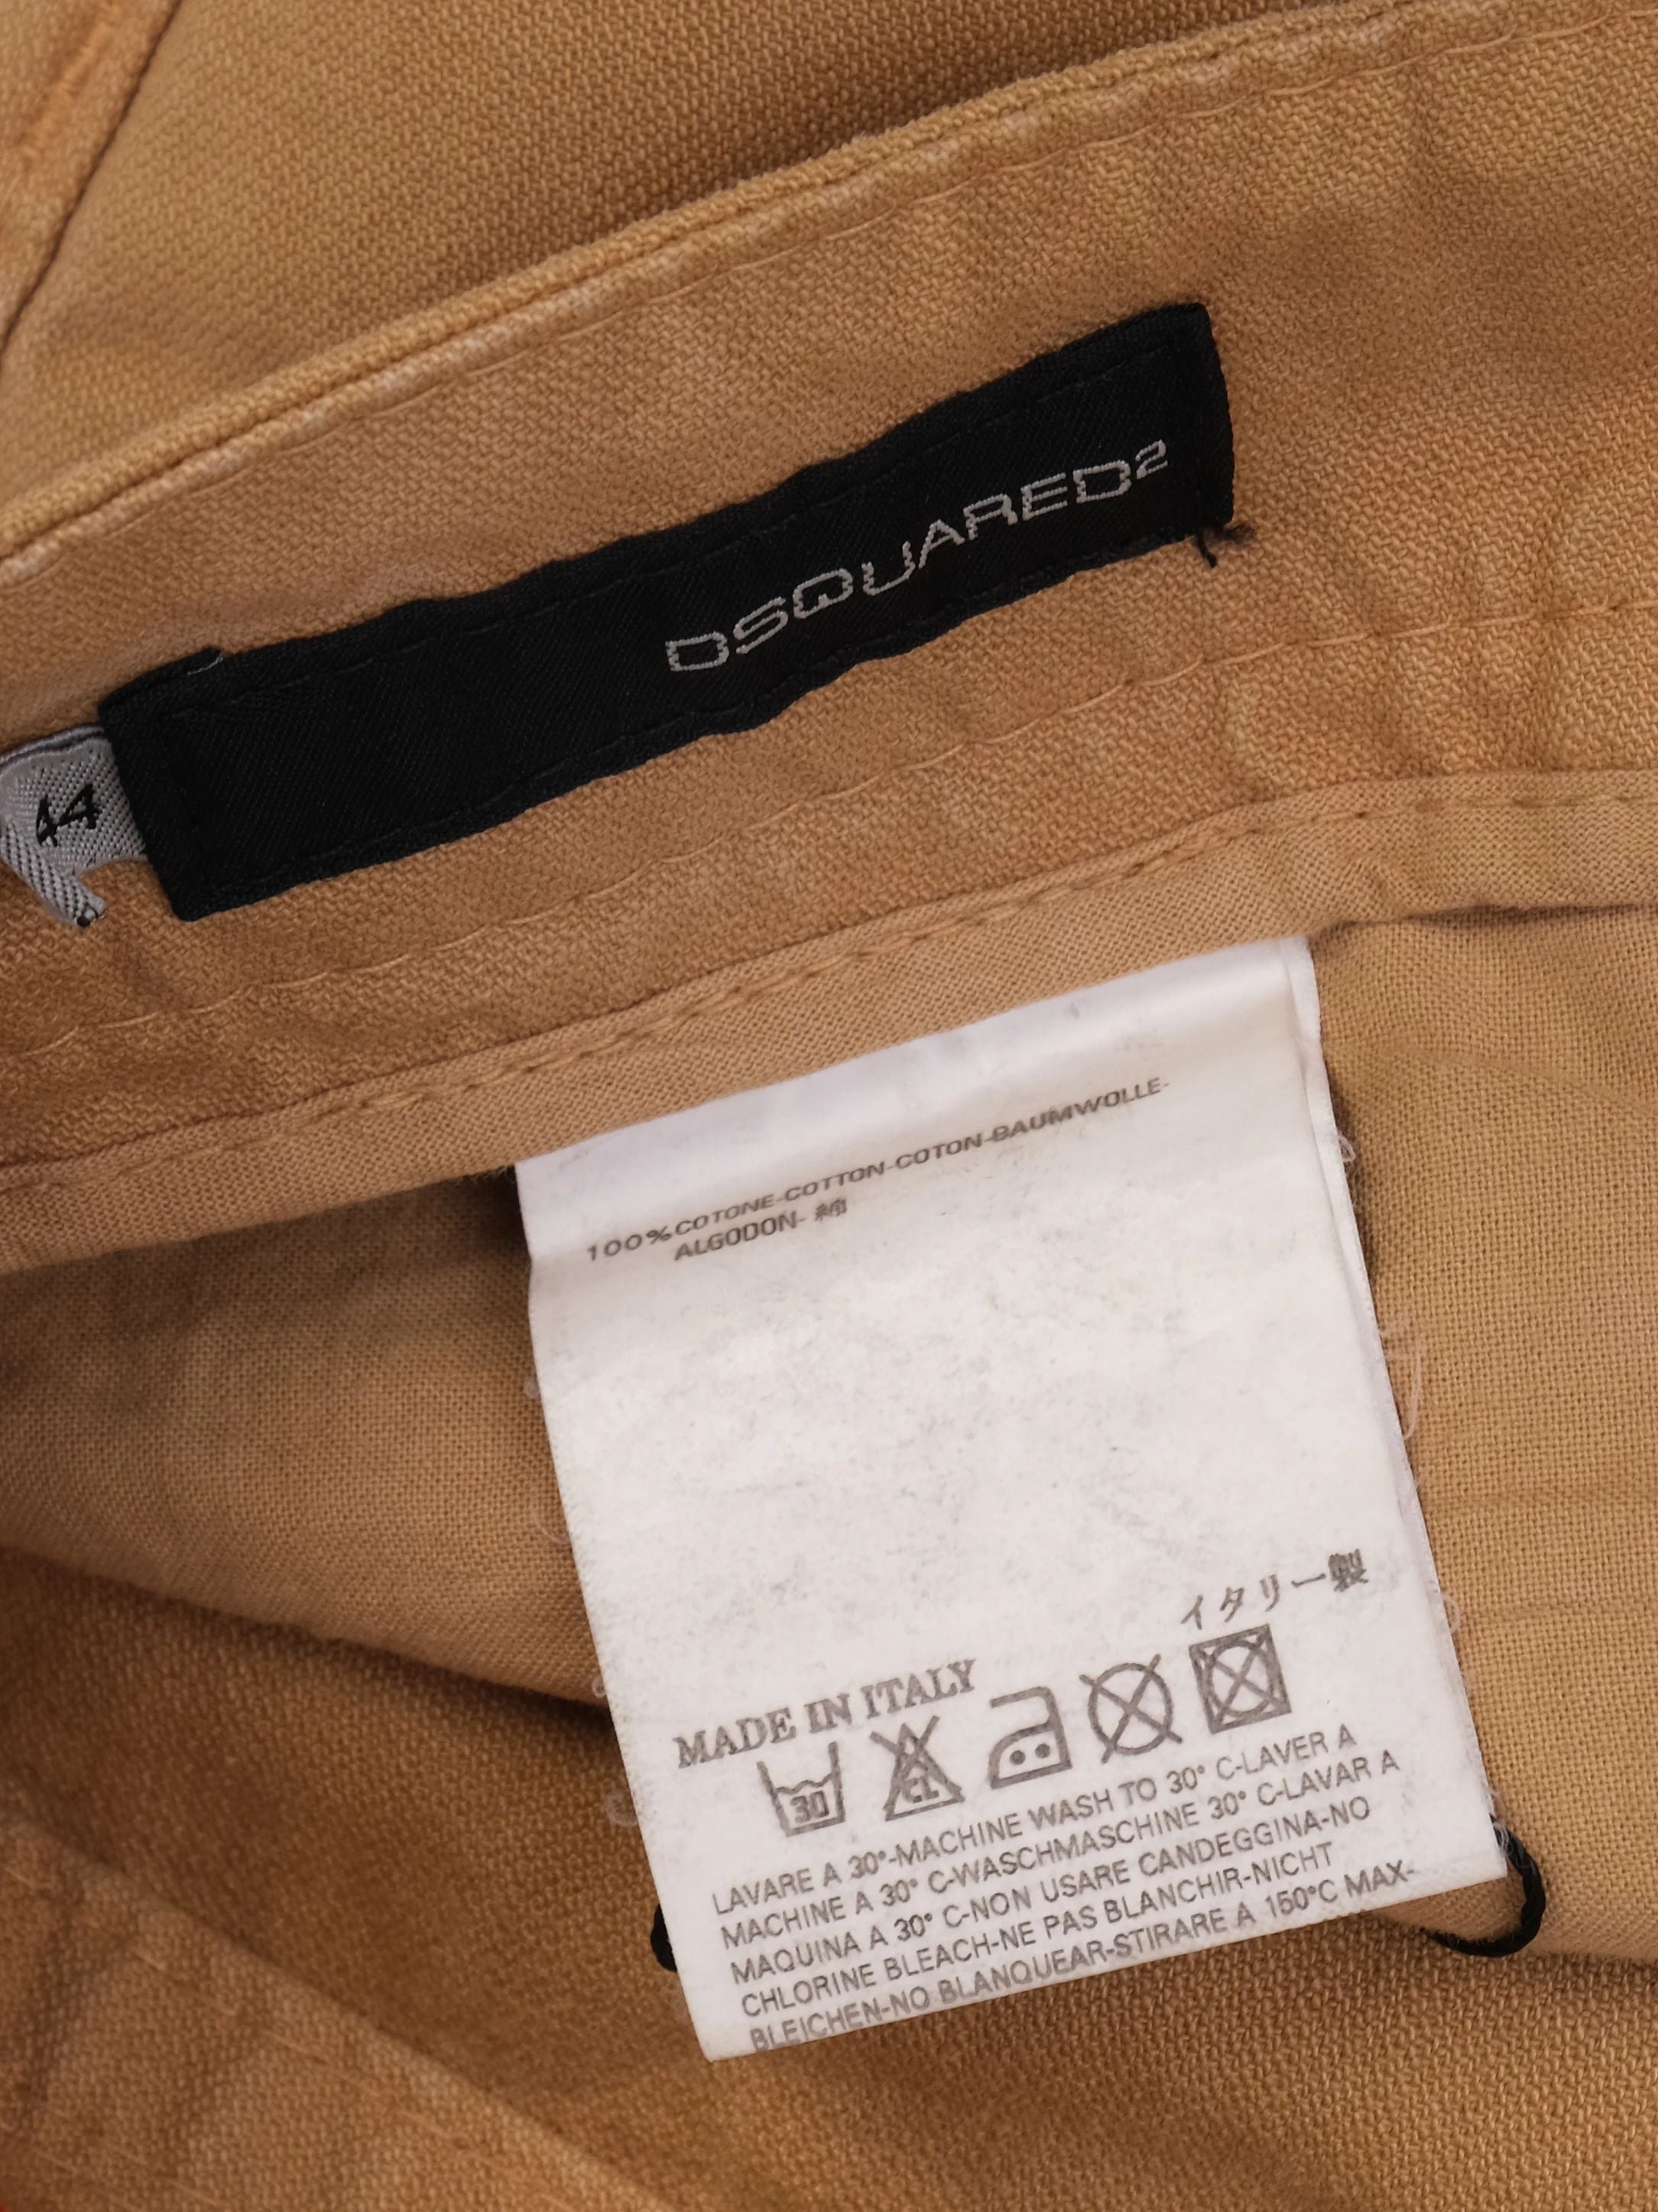 DSQUARED²
44
100%COTONE-COTTON-COTON-BAUMWOLLE-
ALGODON- 綿
イタリー製
MADE IN ITALY
30 CL
LAVARE A 30°-MACHINE WASH TO 30° C-LAVER A
MACHINE A 30° C-WASCHMASCHINE 30° C-LAVAR A
MAQUINA A 30° C-NON USARE CANDEGGINA-NO
CHLORINE BLEACH-NE PAS BLANCHIR-NICHT
BLEICHEN-NO BLANQUEAR-STIRARE A 150°C MAX-